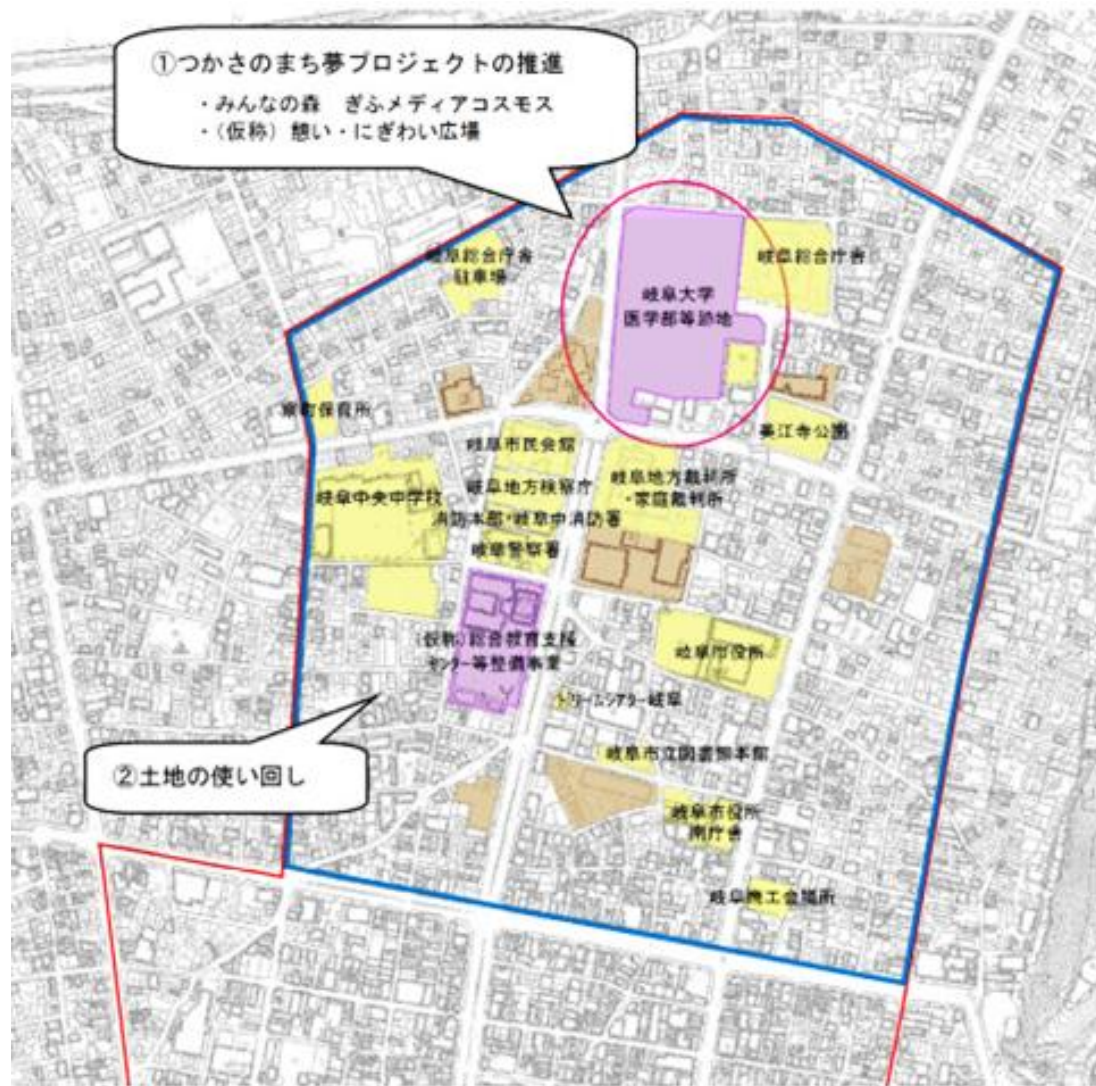 ①つかさのまち夢プロジェクトの推進
・みんなの森　ぎふメディアコスモス
・(仮称) 憩い・にぎわい広場
岐阜総合庁舎
駐車場
岐阜総合庁舎
岐阜大学
医学部等跡地
京町保育所
美江寺公園
岐阜市民会館
岐阜地方裁判所
・家庭裁判所
岐阜中央中学校
岐阜地方検察庁
消防本部・岐阜中消防署
岐阜警察署
(仮称)総合教育支援
センター等整備事業
岐阜市役所
ドリームシアター岐阜
②土地の使い回し
岐阜市立図書館本館
岐阜市役所
南庁舎
岐阜商工会議所